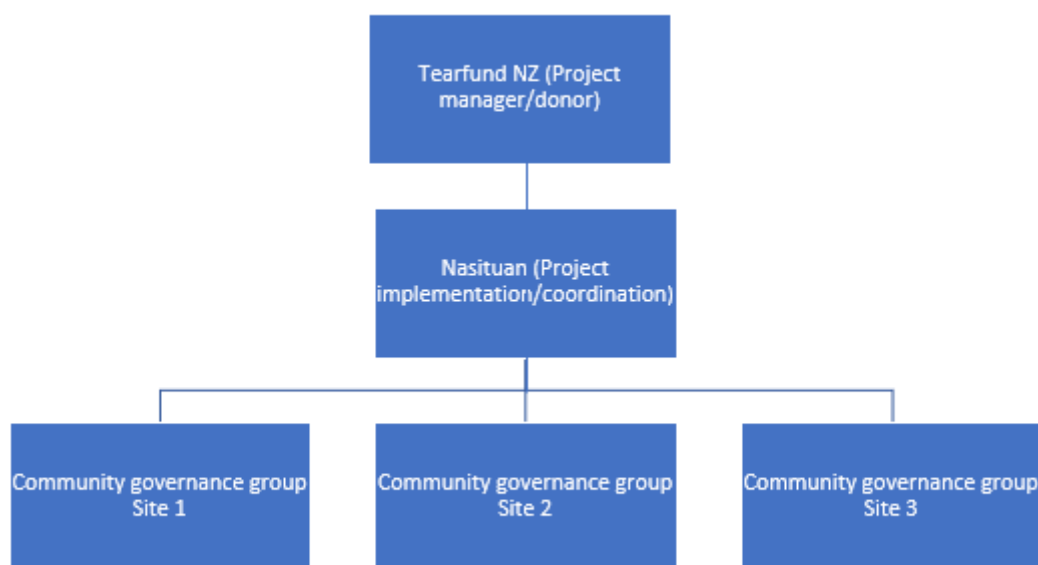 Tearfund NZ (Project
manager/donor)
Nasituan (Project
implementation/coordination)
Community governance group
Site 1
Community governance group
Site 2
Community governance group
Site 3